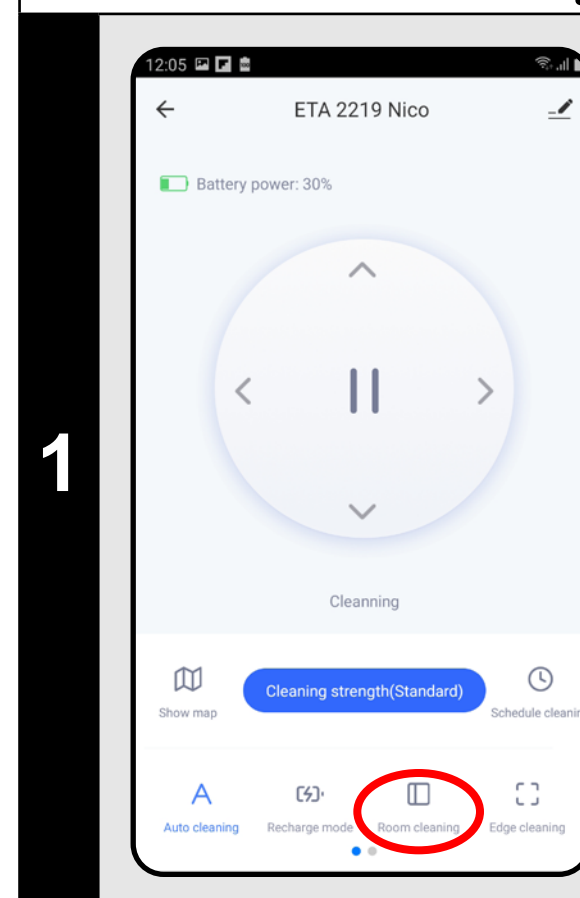 1
12:05
ETA 2219 Nico
Battery power: 30%
Cleanning
Cleaning strength(Standard)
Show map
Schedule cleanin
Auto cleaning
Recharge mode
Room cleaning
Edge cleaning